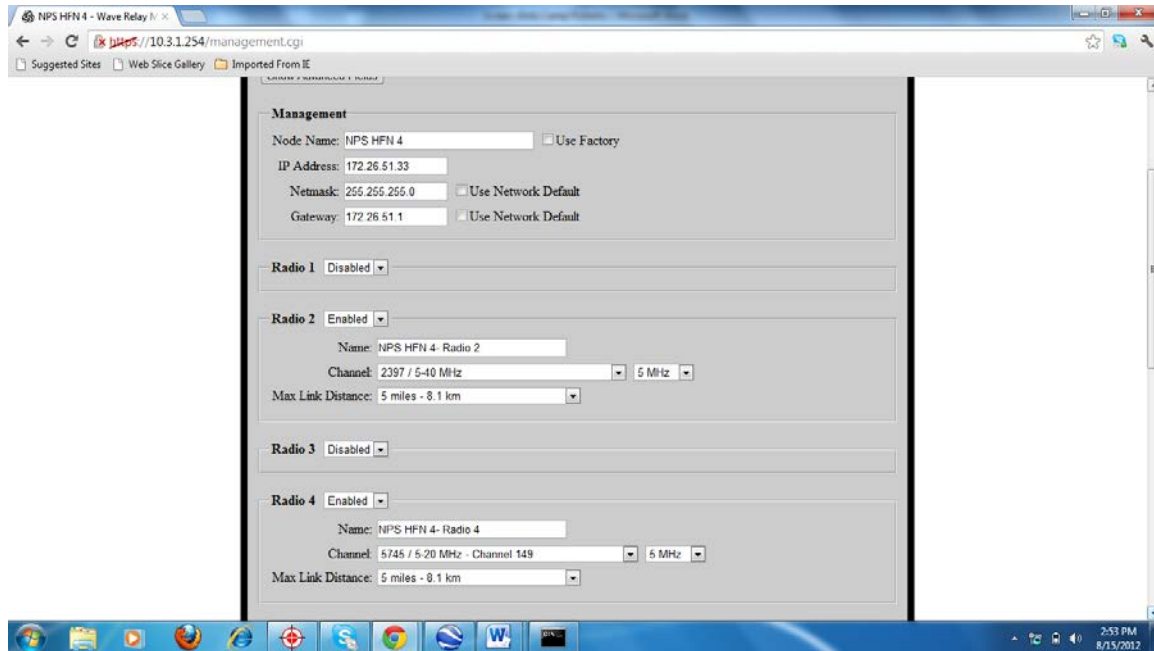 NPS HFN 4 - Wave Relay M
https://10.3.1.254/management.cgi
Suggested Sites Web Slice Gallery Imported From IE
Show Advanced Fields
Management
Node Name: NPS HFN 4 Use Factory
IP Address: 172.26.51.33
Netmask: 255.255.255.0 Use Network Default
Gateway: 172.26.51.1 Use Network Default
Radio 1 Disabled
Radio 2 Enabled
Name: NPS HFN 4- Radio 2
Channel: 2397 / 5-40 MHz 5 MHz
Max Link Distance: 5 miles - 8.1 km
Radio 3 Disabled
Radio 4 Enabled
Name: NPS HFN 4- Radio 4
Channel: 5745 / 5-20 MHz - Channel 149 5 MHz
Max Link Distance: 5 miles - 8.1 km
2:53 PM
8/15/2012